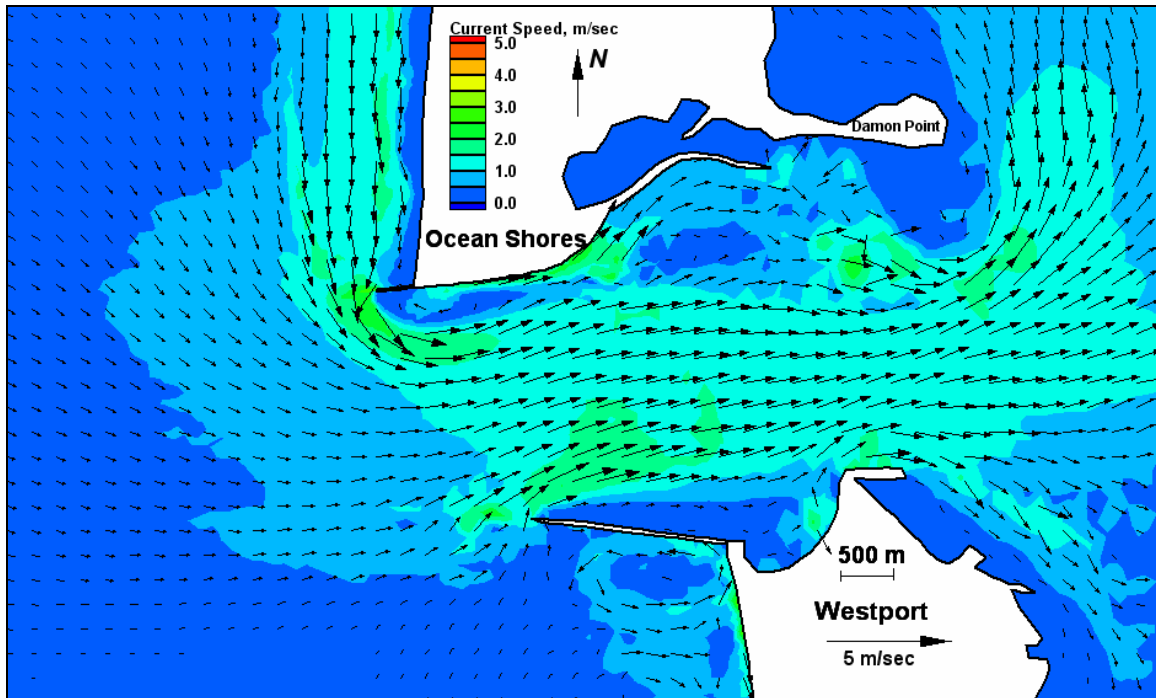 Current Speed, m/sec
5.0
4.0
3.0
2.0
1.0
0.0
N
Damon Point
Ocean Shores
500 m
Westport
5 m/sec